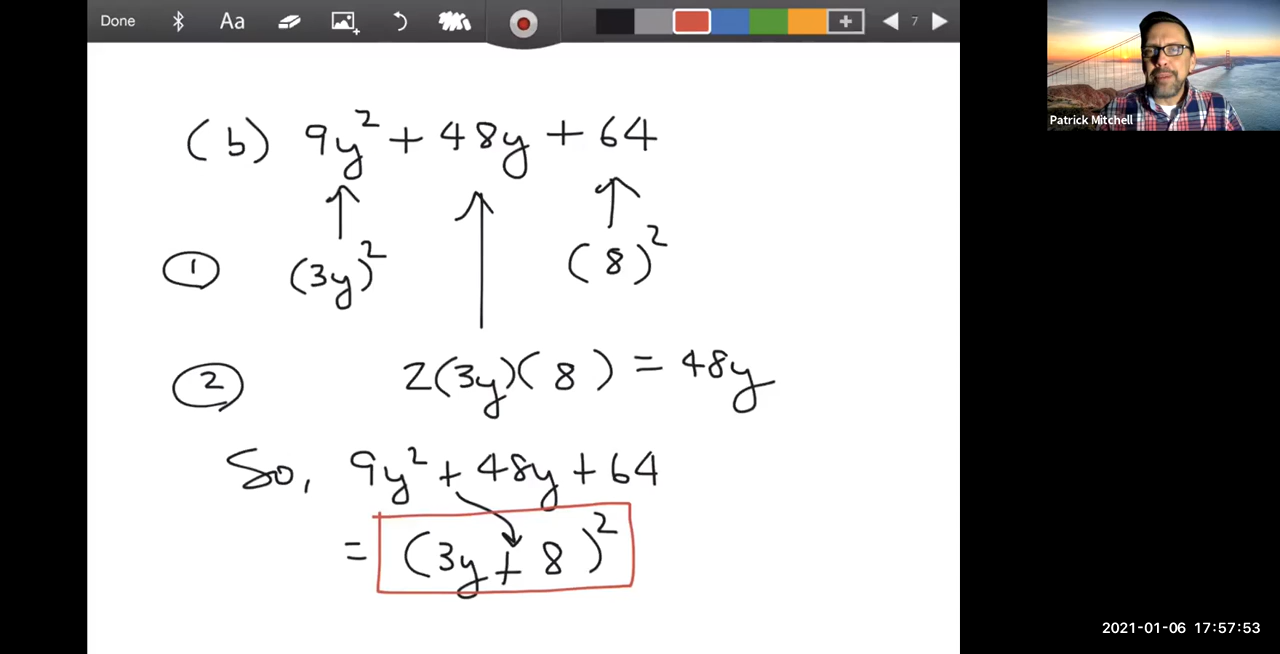 Done Aa 7
Patrick Mitchell
(b) 9y² + 48y + 64
① (3y)² (8)²
② 2(3y)(8) = 48y
So, 9y² + 48y + 64
= (3y + 8)²
2021-01-06 17:57:53